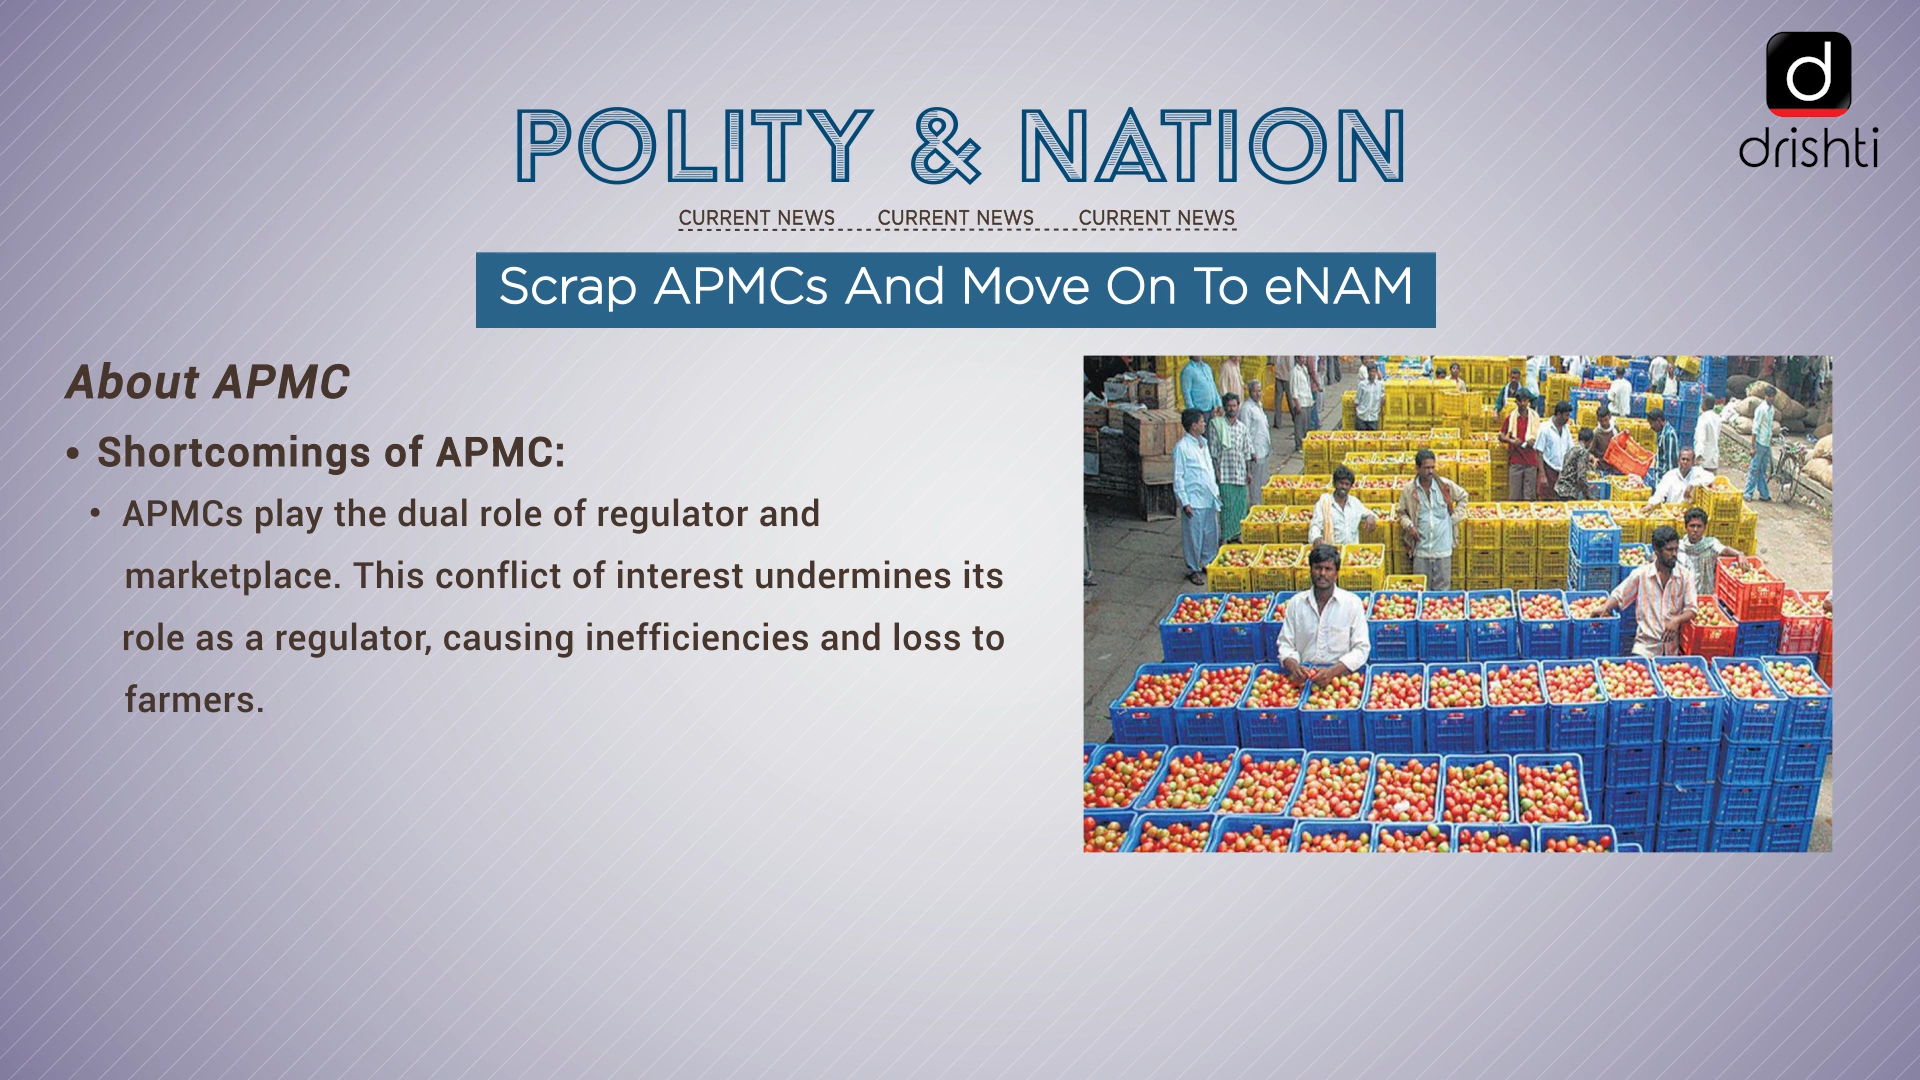 d
drishti
POLITY & NATION
CURRENT NEWS CURRENT NEWS CURRENT NEWS
Scrap APMCs And Move On To eNAM
About APMC
• Shortcomings of APMC:
• APMCs play the dual role of regulator and
marketplace. This conflict of interest undermines its
role as a regulator, causing inefficiencies and loss to
farmers.